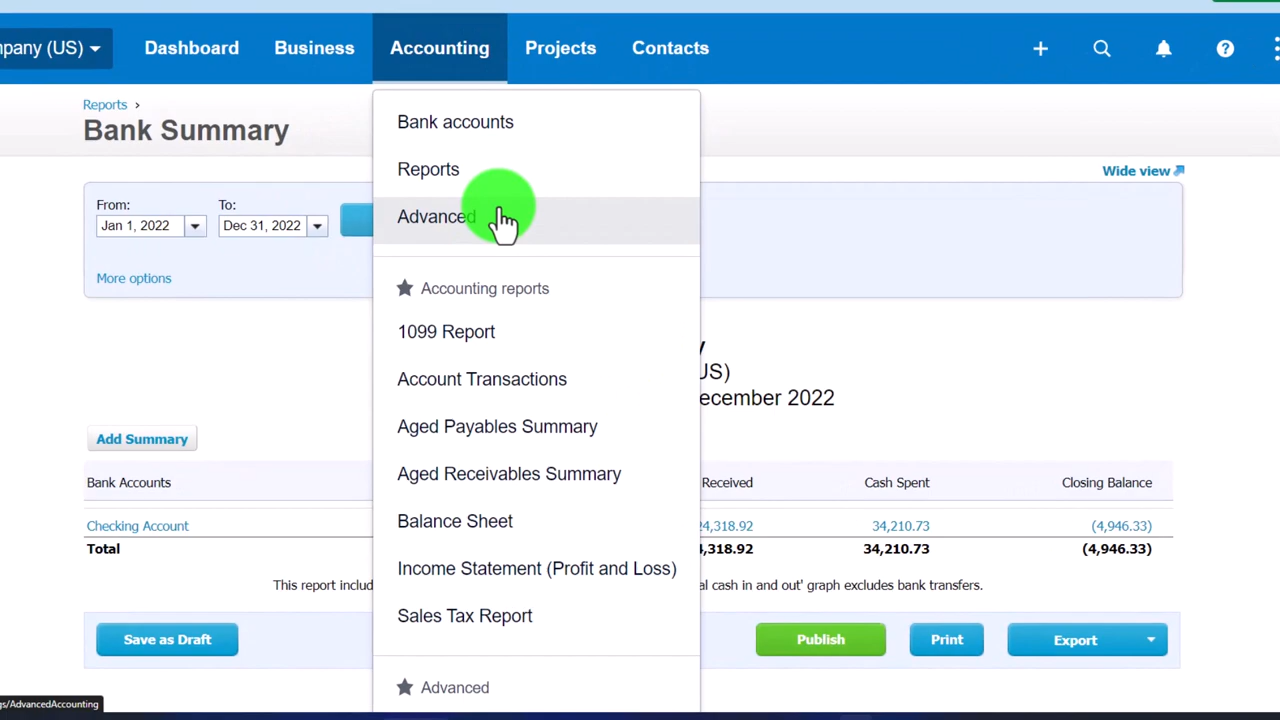 mpany (US)
Dashboard
Business
Accounting
Projects
Contacts
Reports ›
Bank Summary
Wide view
From:
To:
Jan 1, 2022
Dec 31, 2022
More options
Bank accounts
Reports
Advanced
Accounting reports
1099 Report
Account Transactions
Aged Payables Summary
Aged Receivables Summary
Balance Sheet
Income Statement (Profit and Loss)
Sales Tax Report
Advanced
y
US)
ecember 2022
Add Summary
Bank Accounts
Received
Cash Spent
Closing Balance
Checking Account
24,318.92
34,210.73
(4,946.33)
Total
4,318.92
34,210.73
(4,946.33)
This report includ
al cash in and out' graph excludes bank transfers.
Save as Draft
Publish
Print
Export
gs/AdvancedAccounting